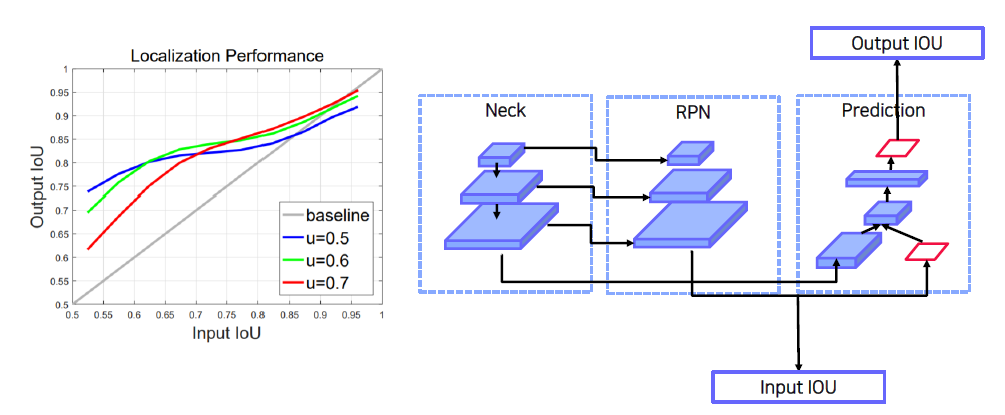 Localization Performance
Output IoU
1
0.95
0.9
0.85
0.8
0.75
0.7
0.65
0.6
0.55
0.5
baseline
u=0.5
u=0.6
u=0.7
0.5 0.55 0.6 0.65 0.7 0.75 0.8 0.85 0.9 0.95 1
Input IoU
Output IOU
Neck
RPN
Prediction
Input IOU